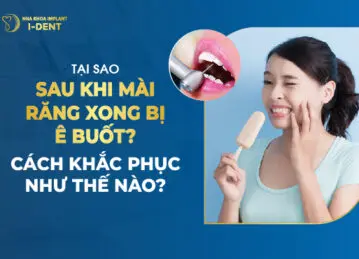 NHA KHOA IMPLANT
I-DENT
TẠI SAO
SAU KHI MÀI
RĂNG XONG BỊ
Ê BUỐT?
CÁCH KHẮC PHỤC
NHƯ THẾ NÀO?